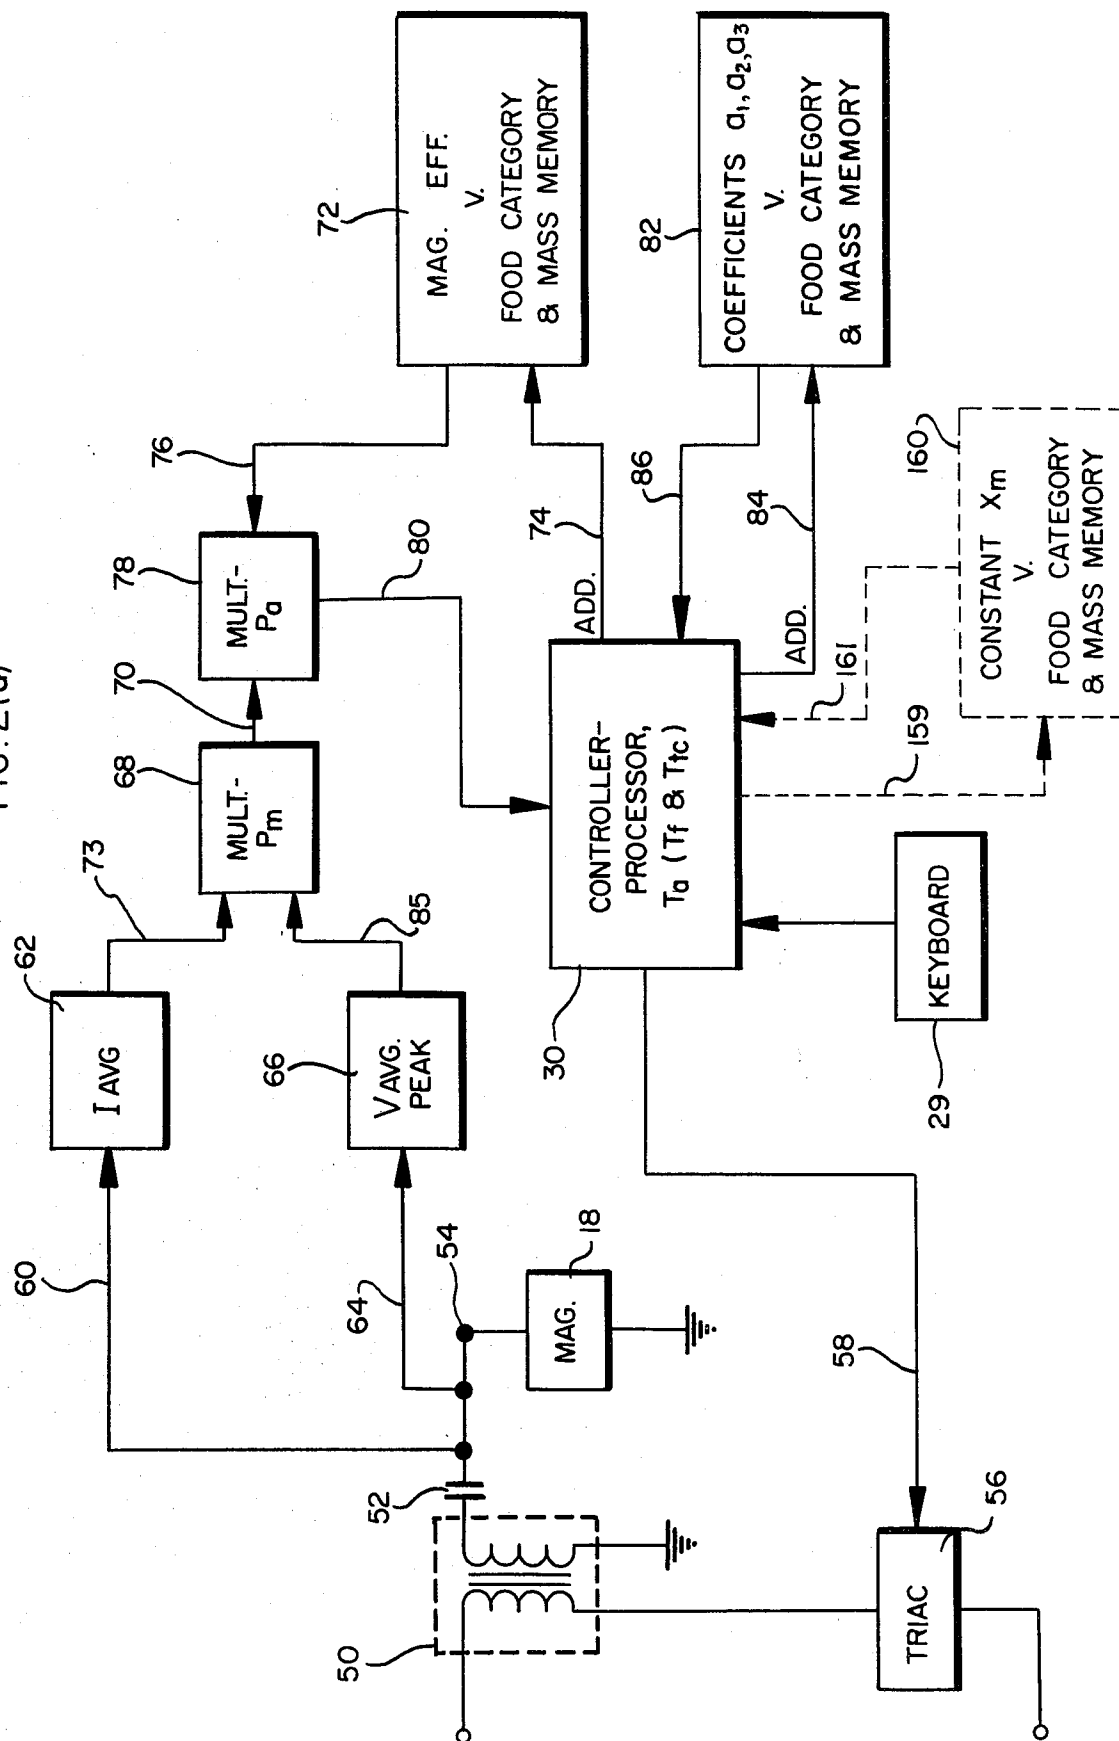 FIG. 2(a)
60
62
I AVG
73
64
66
V AVG.
PEAK
85
68
MULT.-
Pm
70
78
MULT.-
Pa
76
80
72
MAG. EFF.
V.
FOOD CATEGORY
& MASS MEMORY
74
ADD.
82
COEFFICIENTS a1,a2,a3
V.
FOOD CATEGORY
& MASS MEMORY
86
84
ADD.
160
CONSTANT Xm
V.
FOOD CATEGORY
& MASS MEMORY
161
159
30
CONTROLLER-
PROCESSOR,
Ta (Tf & Ttc)
29
KEYBOARD
50
52
54
MAG.
18
58
56
TRIAC